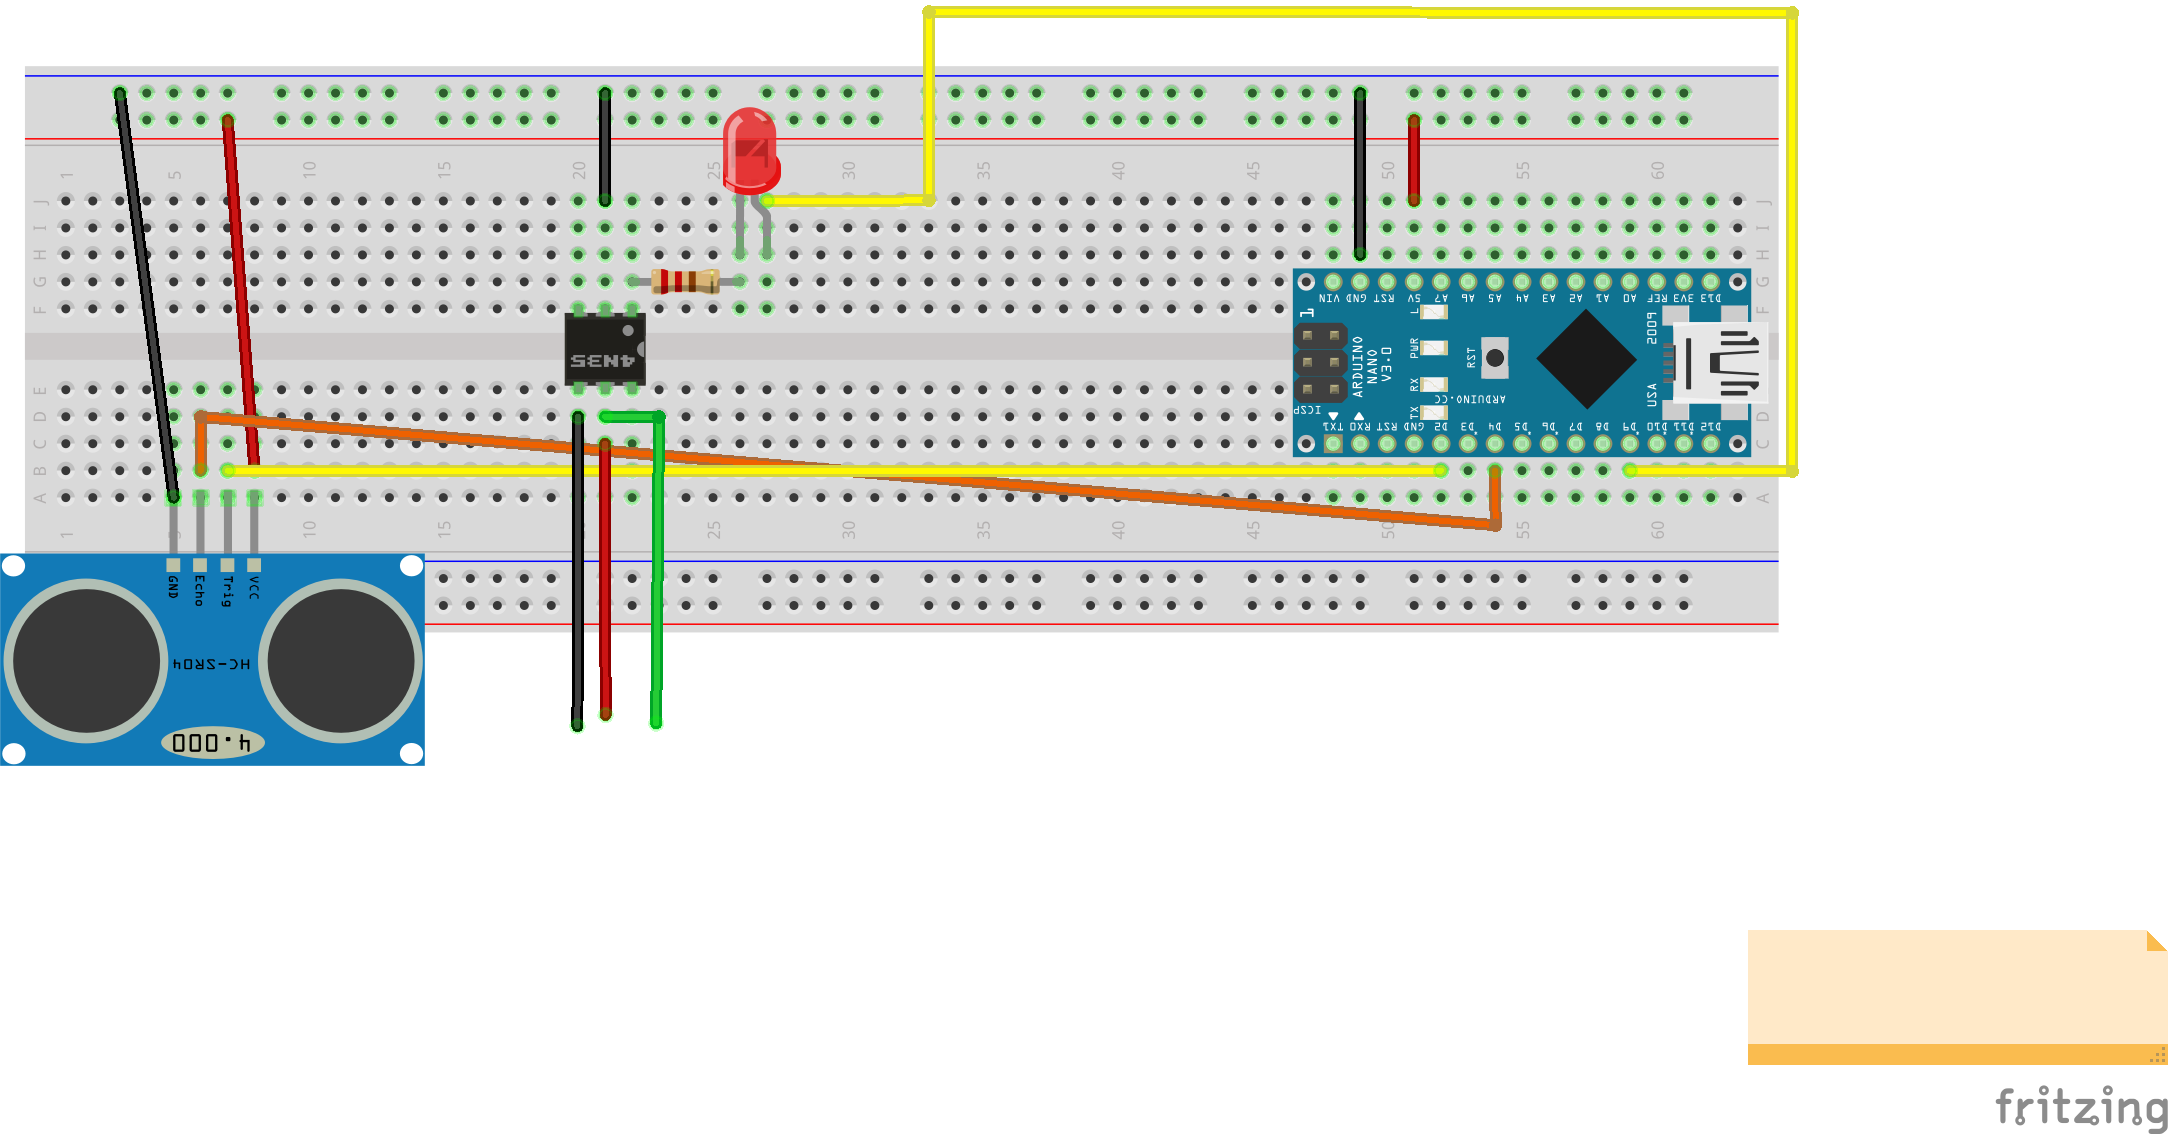 1 5 10 15 20 25 30 35 40 45 50 55 60
J J
I I
H H
G G
F F
E
D D
C C
B
A A
1 10 15 25 30 35 40 45 50 55 60
4N35
VIN GND RST 5V A7 A6 A5 A4 A3 A2 A1 A0 REF 3V3 D13
1
L
PWR
RX
TX
ICSP
ARDUINO
NANO
V3.0
RST
ARDUINO.CC
2009
USA
TX1 RX0 RST GND D2 D3 D4 D5 D6 D7 D8 D9 D10 D11 D12
GND Echo Trig VCC
HC-SR04
4.000
fritzing